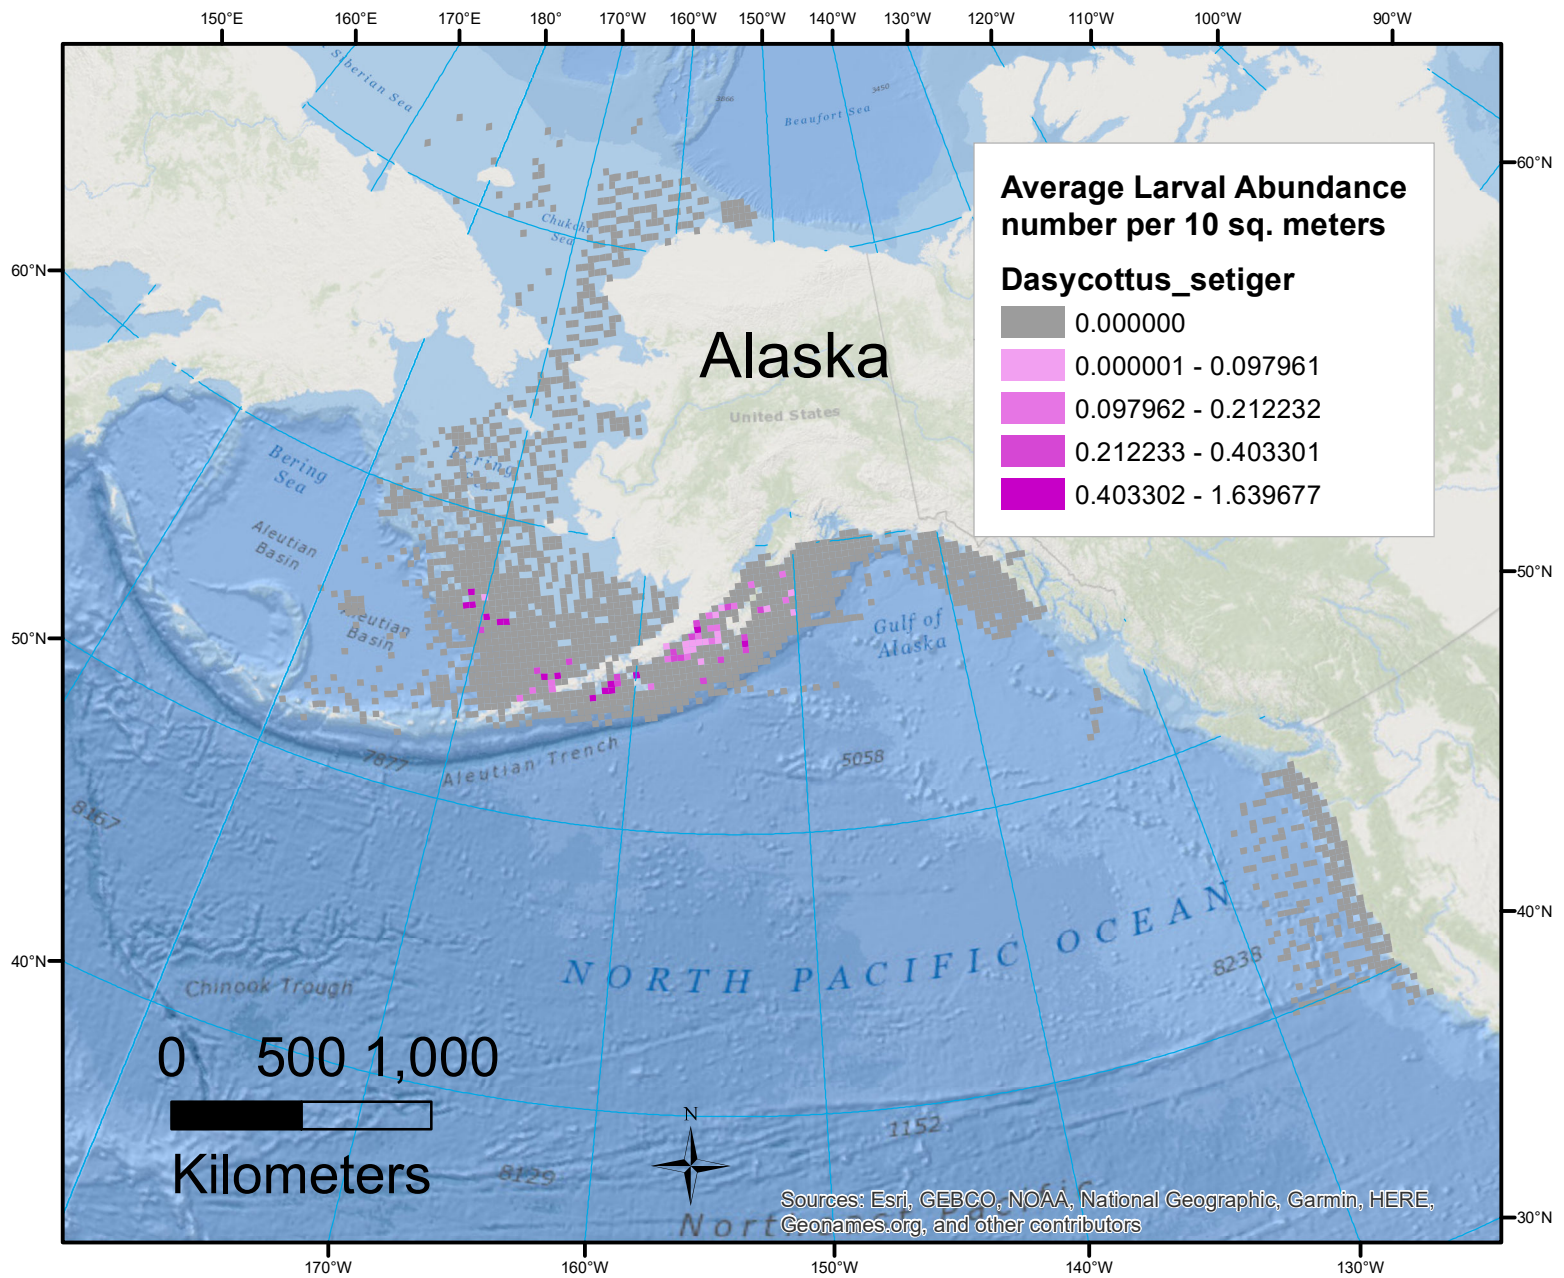 150°E 160°E 170°E 180° 170°W 160°W 150°W 140°W 130°W 120°W 110°W 100°W 90°W
Siberian Sea
3866
3450
Beaufort Sea
60°N
Average Larval Abundance
number per 10 sq. meters
Dasycottus_setiger
0.000000
0.000001 - 0.097961
0.097962 - 0.212232
0.212233 - 0.403301
0.403302 - 1.639677
Chukchi
Sea
60°N
Alaska
United States
Bering
Sea
Bering
Aleutian
Basin
50°N
Aleutian
Basin
Gulf of
Alaska
50°N
7877
Aleutian Trench
5058
8167
40°N
NORTH PACIFIC OCEAN
8238
40°N
Chinook Trough
0 500 1,000
Kilometers
N
1152
8129
Sources: Esri, GEBCO, NOAA, National Geographic, Garmin, HERE,
Geonames.org, and other contributors
Northeast Pacific
30°N
170°W 160°W 150°W 140°W 130°W